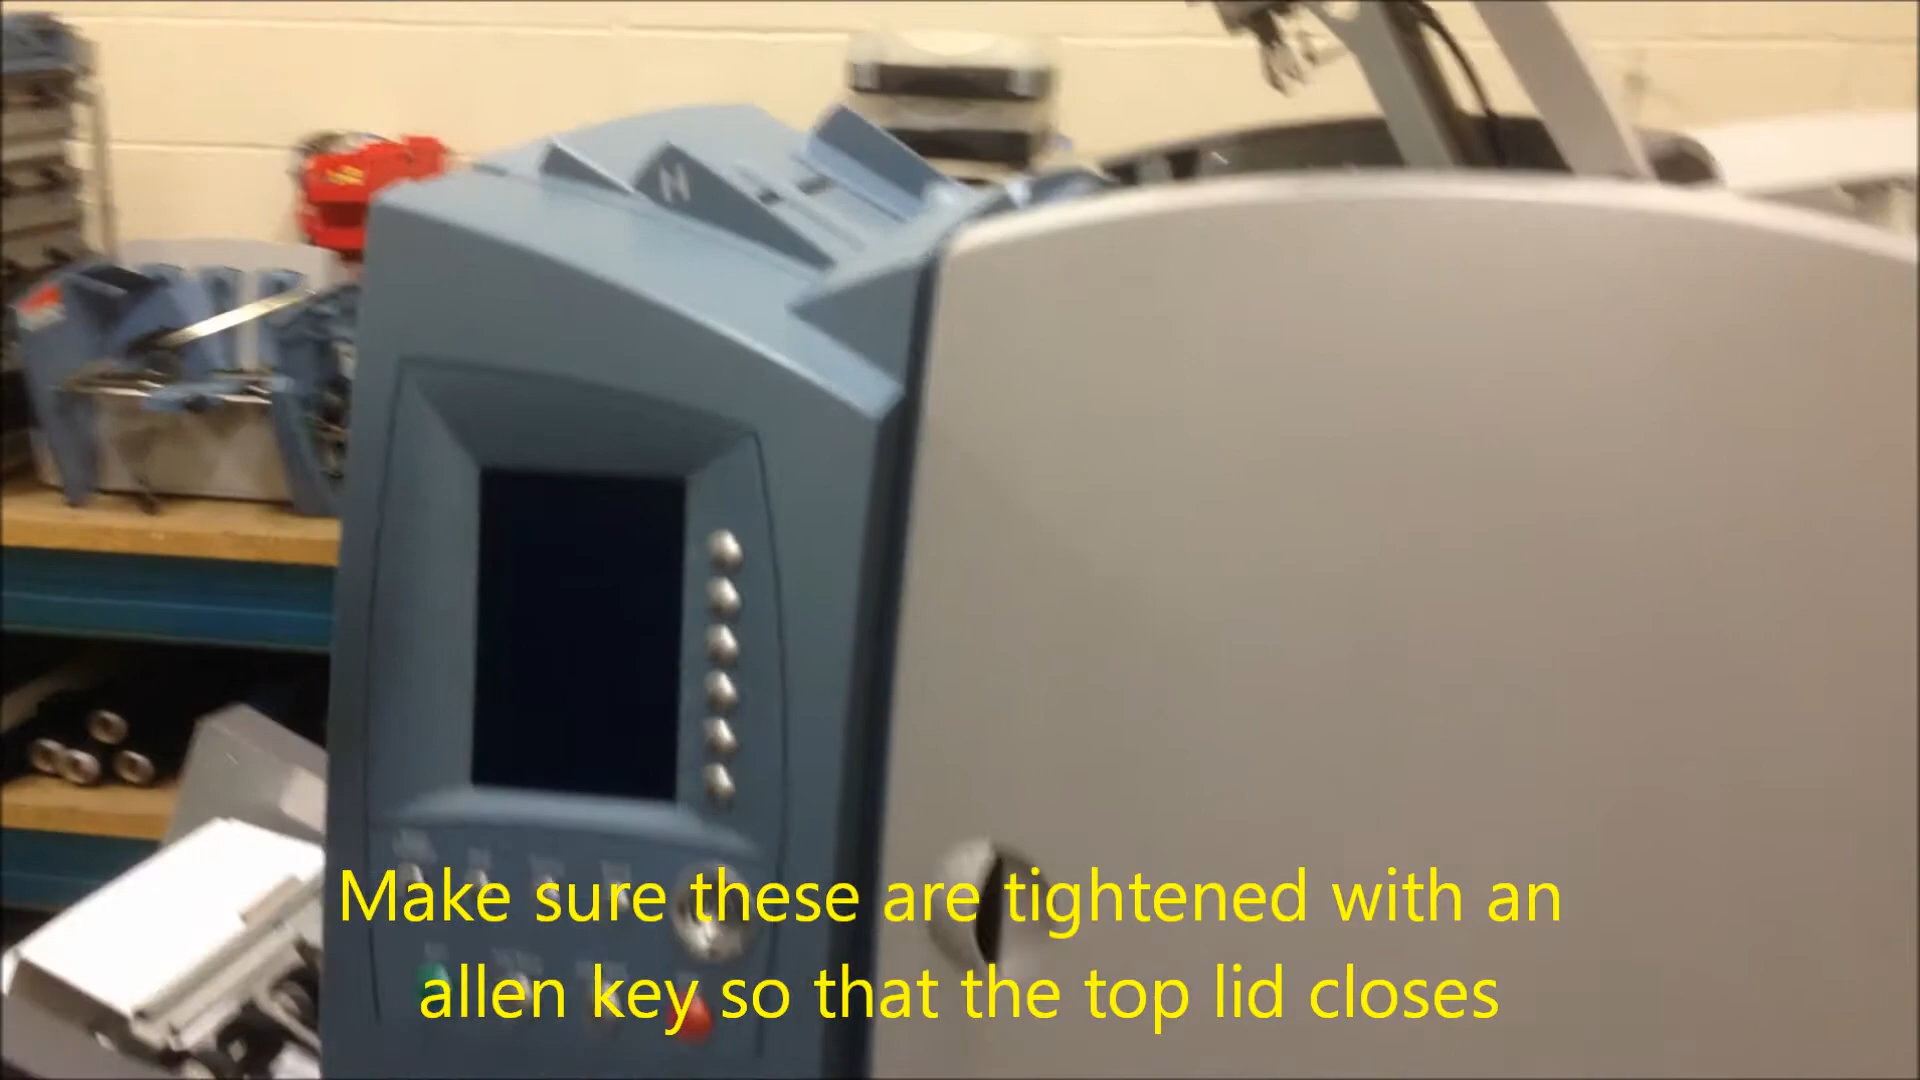 Make sure these are tightened with an
allen key so that the top lid closes